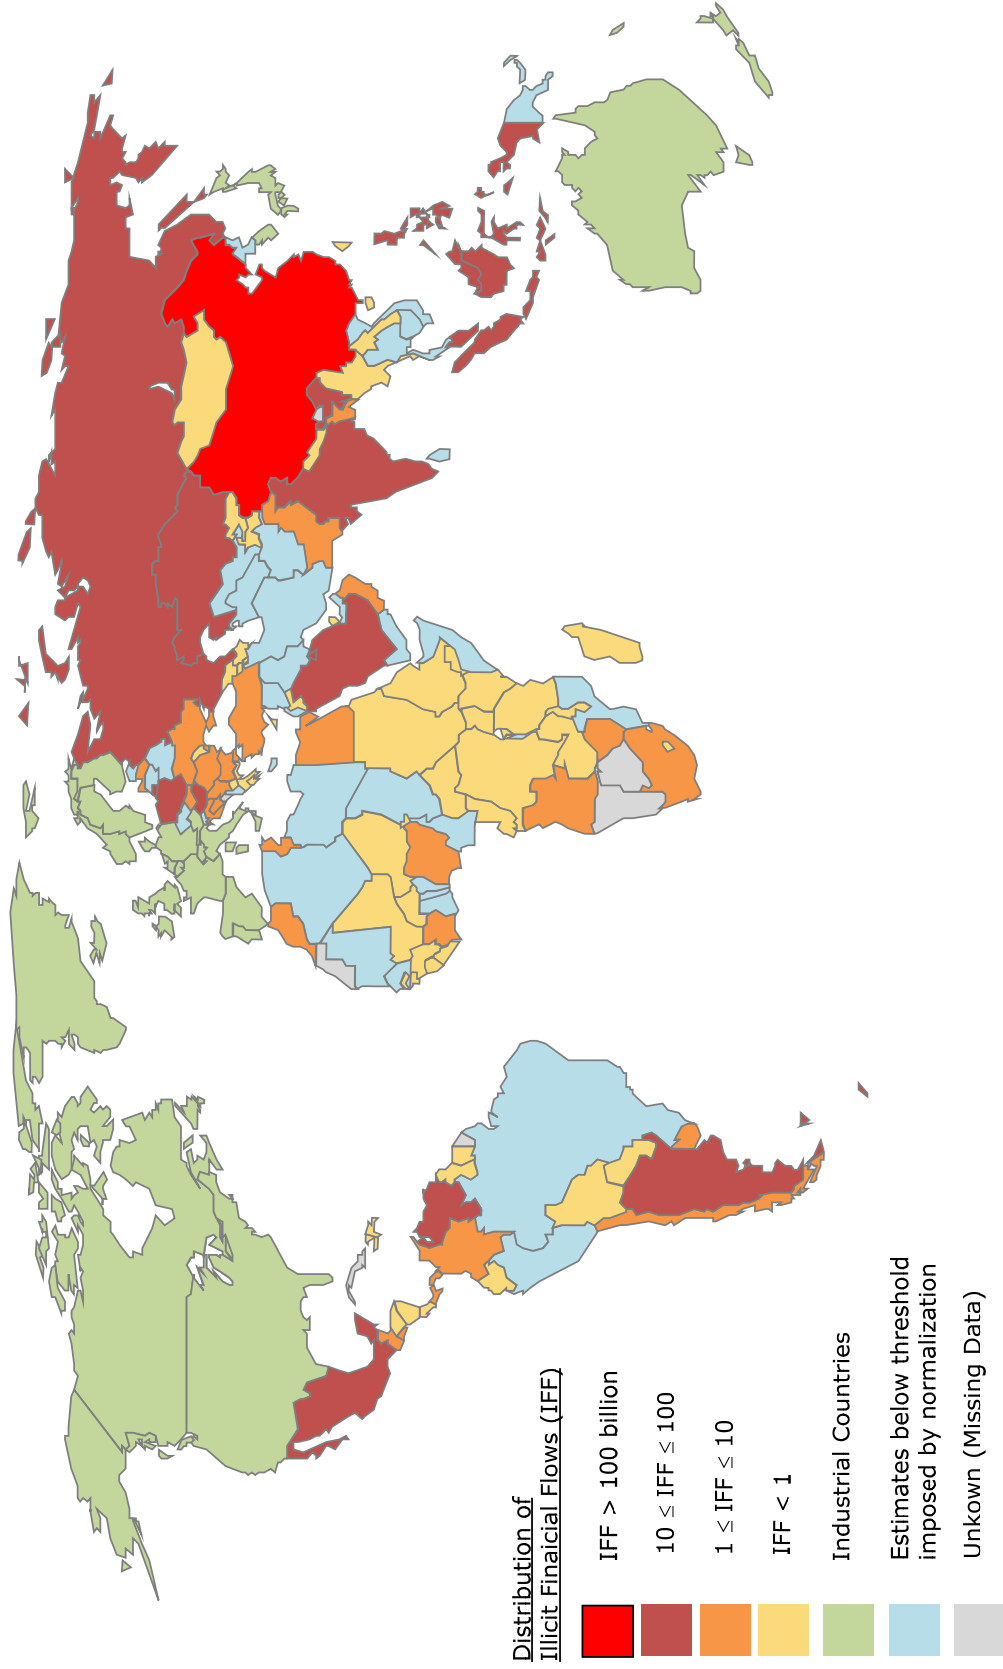 Distribution of
Illicit Finaicial Flows (IFF)
IFF > 100 billion
10 ≤ IFF ≤ 100
1 ≤ IFF ≤ 10
IFF < 1
Industrial Countries
Estimates below threshold
imposed by normalization
Unkown (Missing Data)